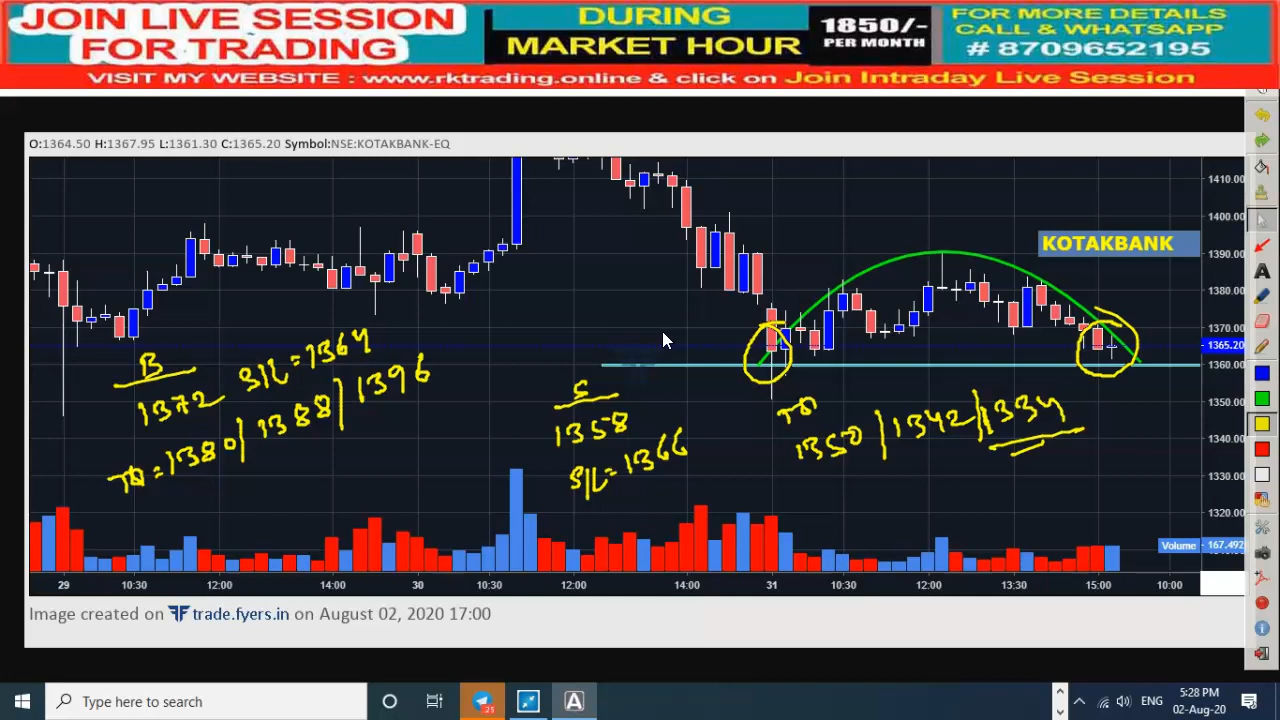 JOIN LIVE SESSION
FOR TRADING
DURING
MARKET HOUR
1850/-
PER MONTH
FOR MORE DETAILS
CALL & WHATSAPP
# 8709652195
VISIT MY WEBSITE : www.rktrading.online & click on Join Intraday Live Session
O:1364.50 H:1367.95 L:1361.30 C:1365.20 Symbol:NSE:KOTAKBANK-EQ
KOTAKBANK
1410.00
1400.00
1390.00
1380.00
1370.00
1365.20
1360.00
1350.00
1340.00
1330.00
1320.00
B
1372 S/L=1364
TG=1380/1388/1396
S
1358
S/L=1366
TG
1350/1342/1334
Volume 167.492
29 10:30 12:00 14:00 30 10:30 12:00 14:00 31 10:30 12:00 13:30 15:00 10:00
Image created on trade.fyers.in on August 02, 2020 17:00
Type here to search
25
A
ENG
5:28 PM
02-Aug-20